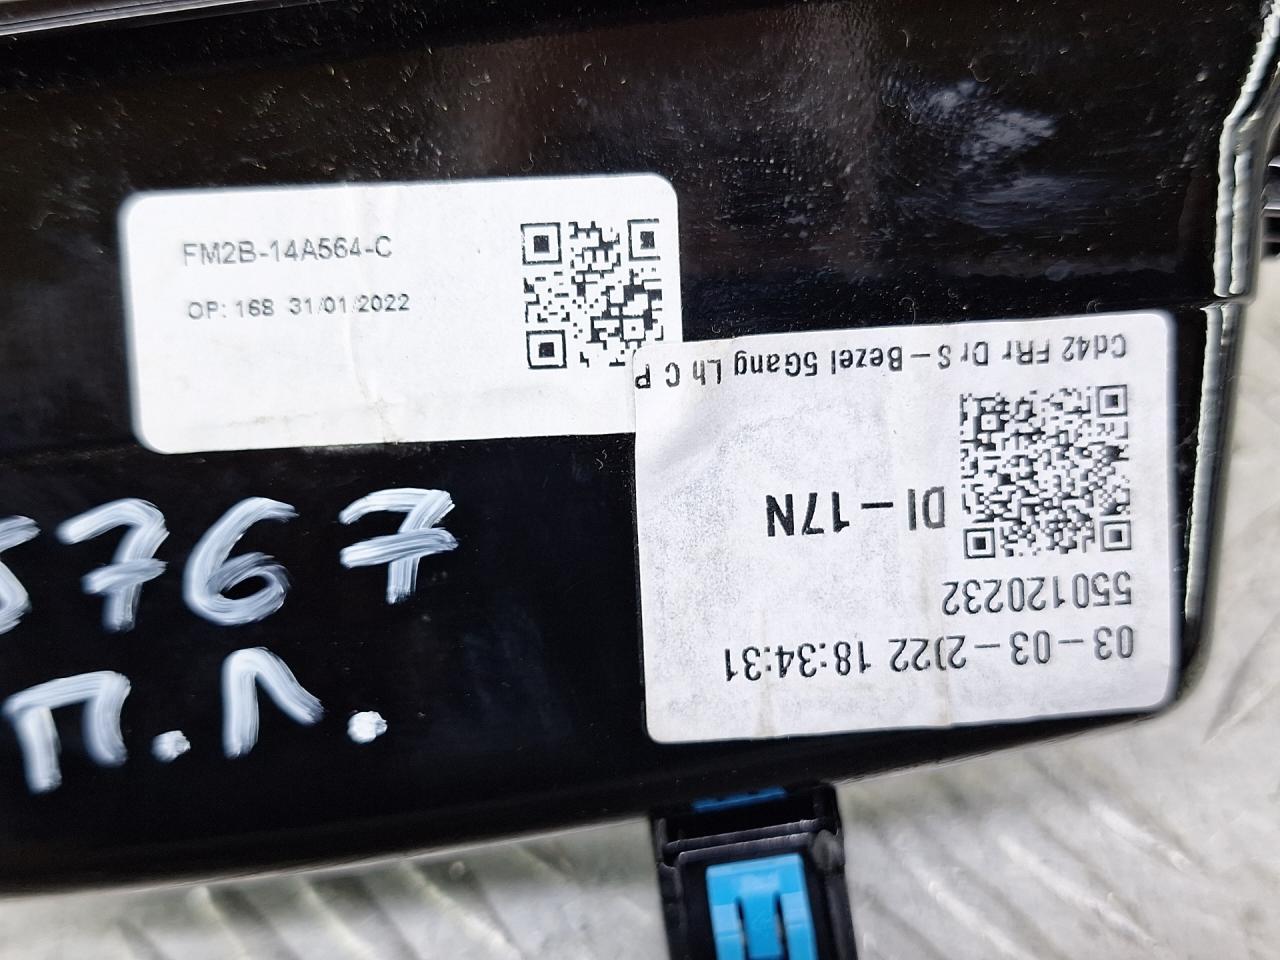 FM2B-14A564-C
OP: 168 31/01/2022
Cd42 FRr Dr S - Bezel 5Gang Lh C P
DI - 17N
550120232
03 - 03 - 2022 18:34:31
767
П.Л.